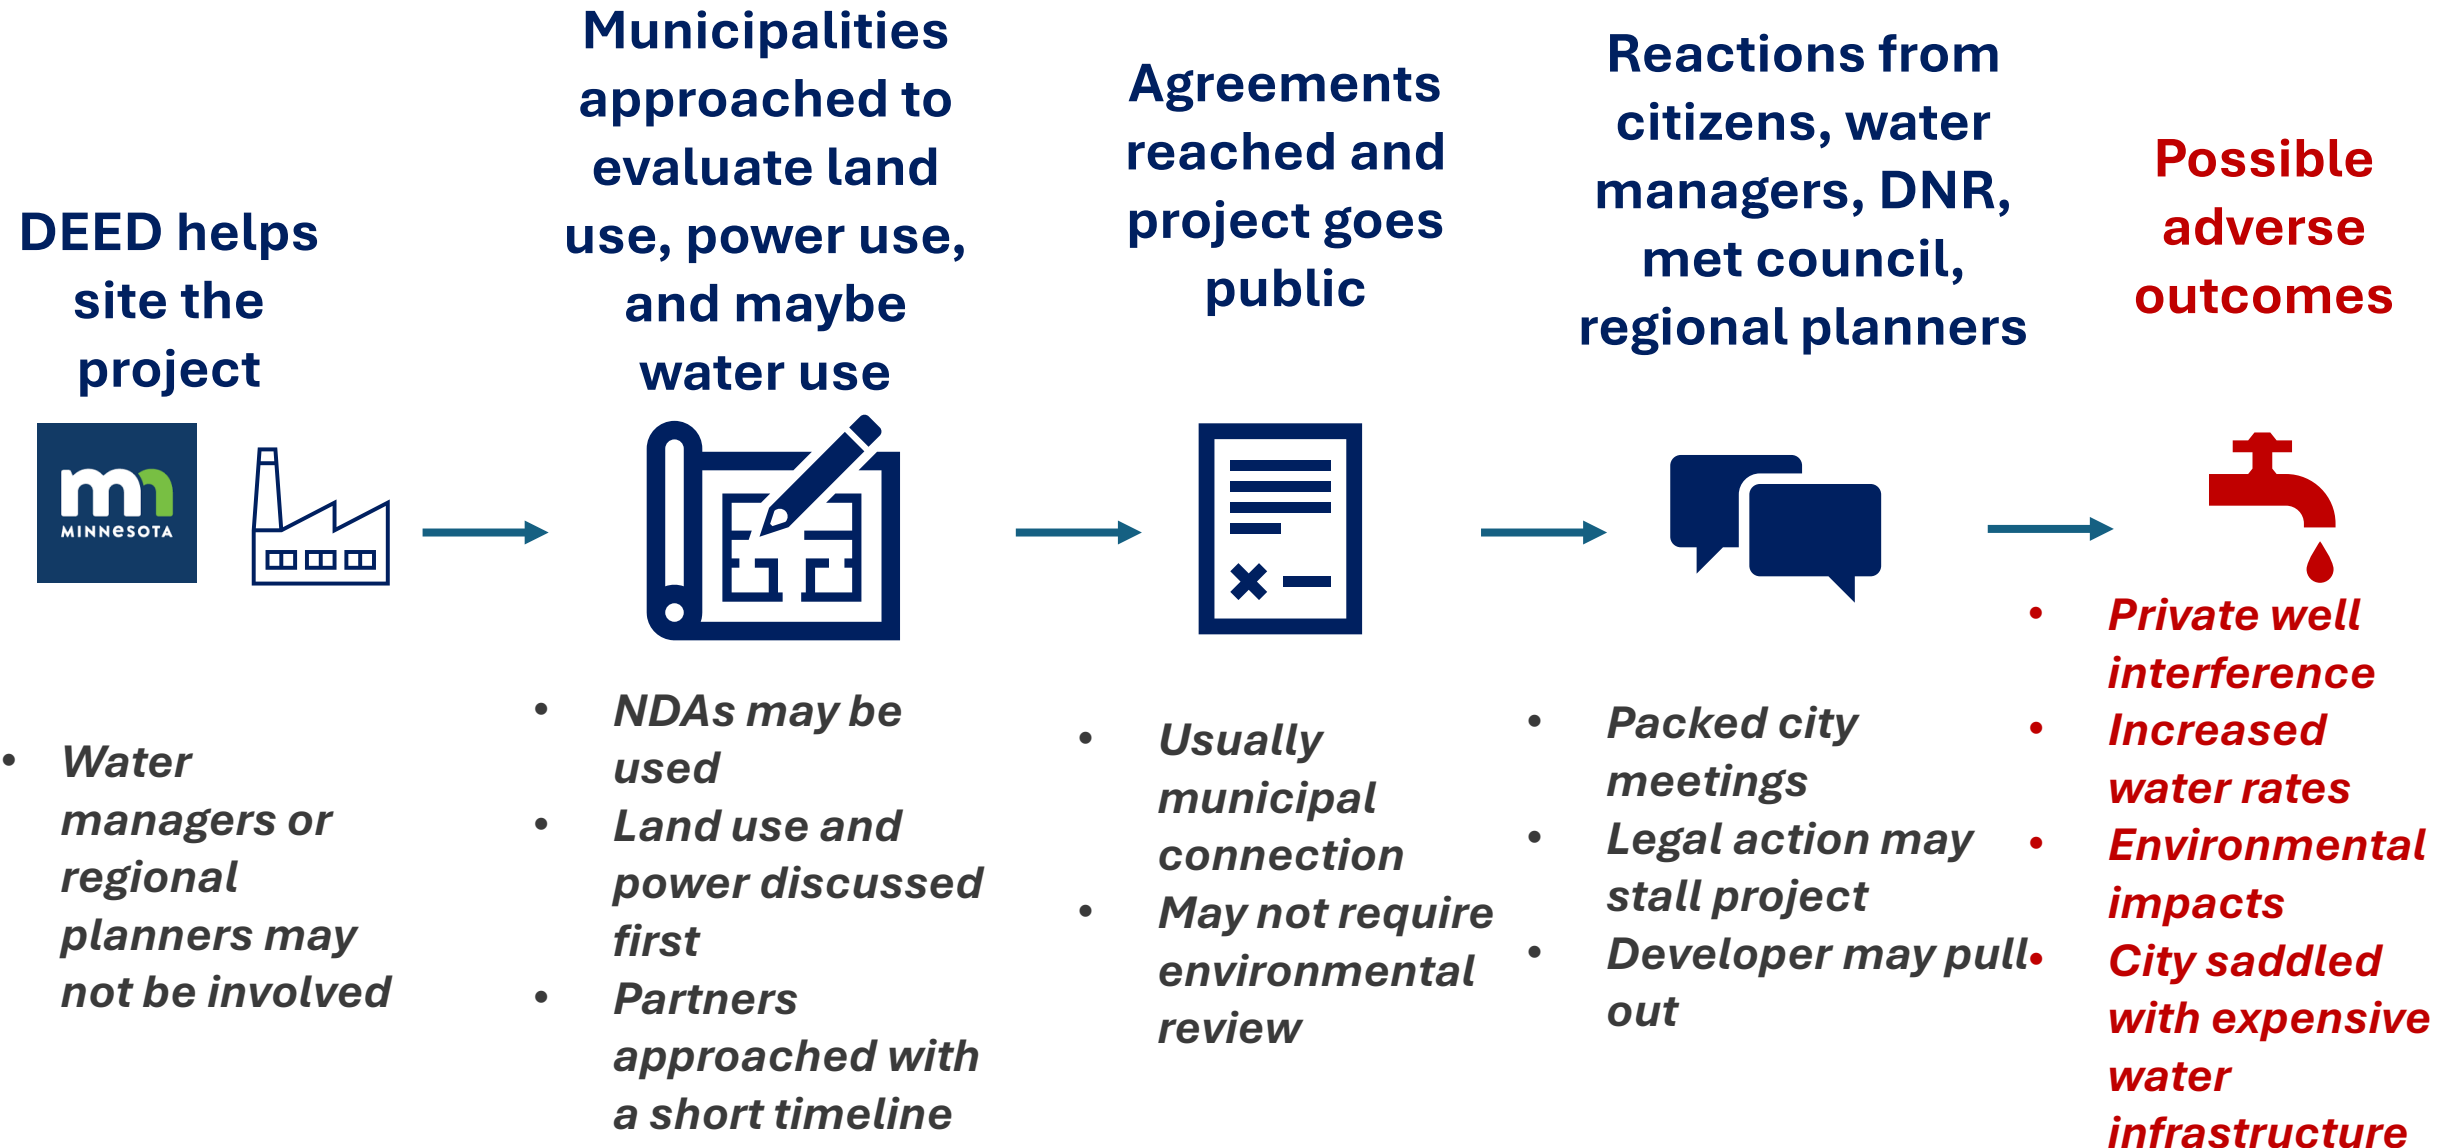 DEED helps
site the
project
MINNESOTA
• Water
managers or
regional
planners may
not be involved
Municipalities
approached to
evaluate land
use, power use,
and maybe
water use
• NDAs may be
used
• Land use and
power discussed
first
• Partners
approached with
a short timeline
Agreements
reached and
project goes
public
• Usually
municipal
connection
• May not require
environmental
review
Reactions from
citizens, water
managers, DNR,
met council,
regional planners
• Packed city
meetings
• Legal action may
stall project
• Developer may pull
out
Possible
adverse
outcomes
• Private well
interference
• Increased
water rates
• Environmental
impacts
• City saddled
with expensive
water
infrastructure